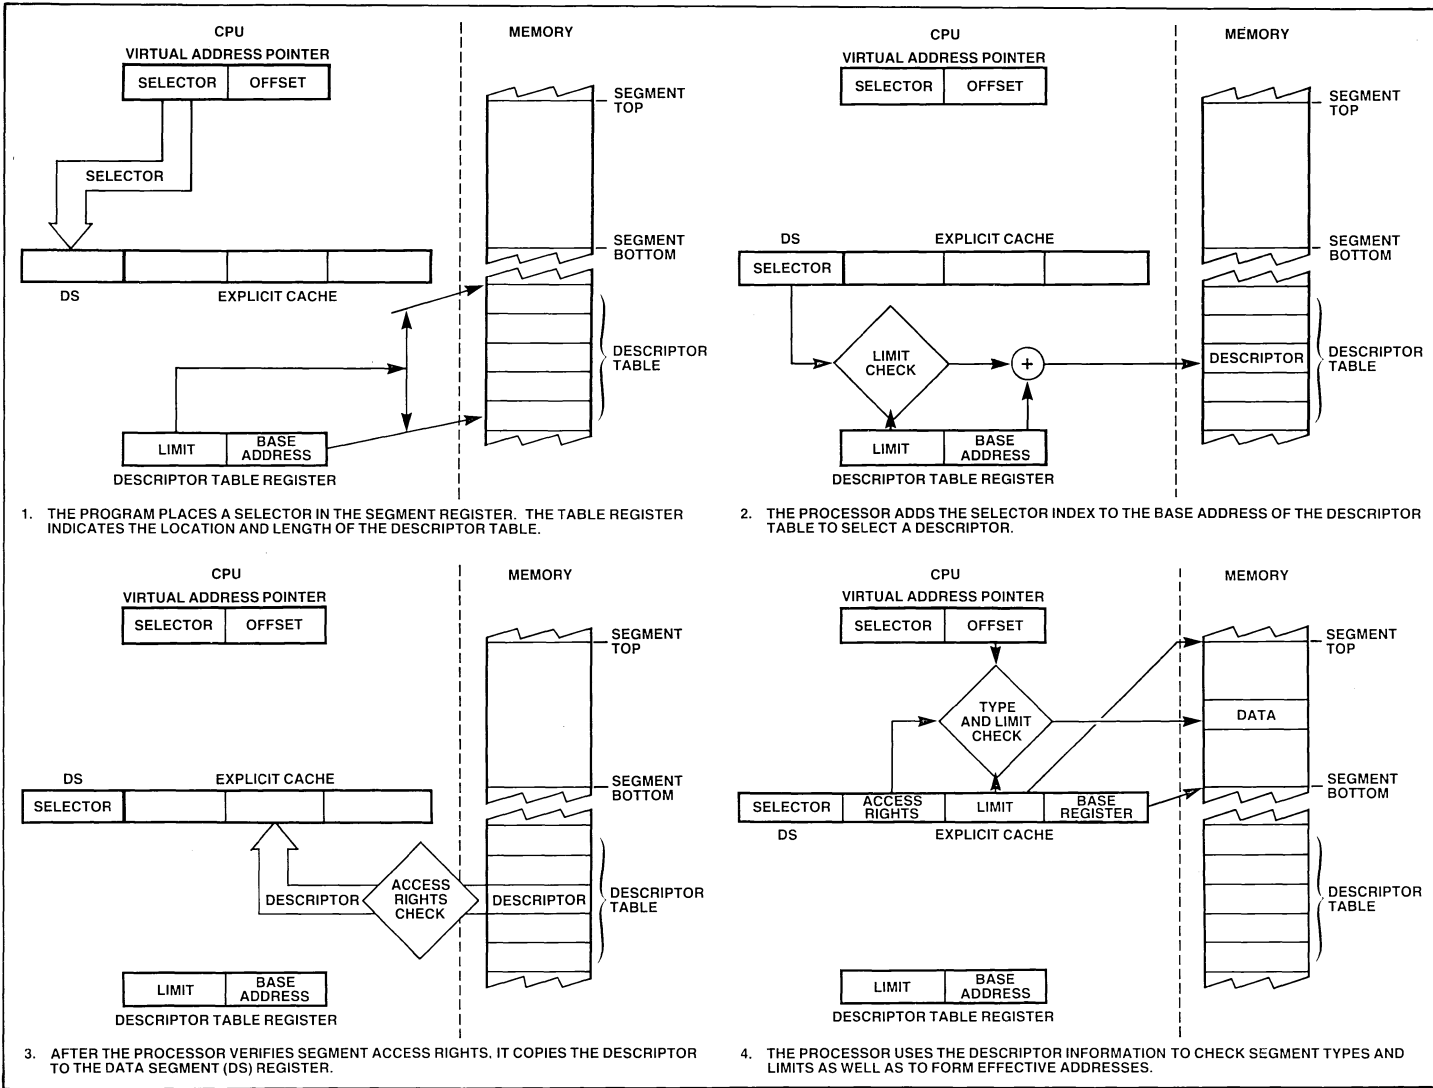 CPU
MEMORY
VIRTUAL ADDRESS POINTER
SELECTOR OFFSET
SEGMENT
TOP
SELECTOR
SEGMENT
BOTTOM
DS
EXPLICIT CACHE
DESCRIPTOR
TABLE
LIMIT
BASE
ADDRESS
DESCRIPTOR TABLE REGISTER
1. THE PROGRAM PLACES A SELECTOR IN THE SEGMENT REGISTER. THE TABLE REGISTER
INDICATES THE LOCATION AND LENGTH OF THE DESCRIPTOR TABLE.
CPU
MEMORY
VIRTUAL ADDRESS POINTER
SELECTOR OFFSET
SEGMENT
TOP
SEGMENT
BOTTOM
DS
EXPLICIT CACHE
SELECTOR
LIMIT
CHECK
+
DESCRIPTOR
DESCRIPTOR
TABLE
LIMIT
BASE
ADDRESS
DESCRIPTOR TABLE REGISTER
2. THE PROCESSOR ADDS THE SELECTOR INDEX TO THE BASE ADDRESS OF THE DESCRIPTOR
TABLE TO SELECT A DESCRIPTOR.
CPU
MEMORY
VIRTUAL ADDRESS POINTER
SELECTOR OFFSET
SEGMENT
TOP
SEGMENT
BOTTOM
DS
EXPLICIT CACHE
SELECTOR
DESCRIPTOR
ACCESS
RIGHTS
CHECK
DESCRIPTOR
DESCRIPTOR
TABLE
LIMIT
BASE
ADDRESS
DESCRIPTOR TABLE REGISTER
3. AFTER THE PROCESSOR VERIFIES SEGMENT ACCESS RIGHTS, IT COPIES THE DESCRIPTOR
TO THE DATA SEGMENT (DS) REGISTER.
CPU
MEMORY
VIRTUAL ADDRESS POINTER
SELECTOR OFFSET
SEGMENT
TOP
TYPE
AND LIMIT
CHECK
DATA
SEGMENT
BOTTOM
SELECTOR
ACCESS
RIGHTS
LIMIT
BASE
REGISTER
DS
EXPLICIT CACHE
DESCRIPTOR
TABLE
LIMIT
BASE
ADDRESS
DESCRIPTOR TABLE REGISTER
4. THE PROCESSOR USES THE DESCRIPTOR INFORMATION TO CHECK SEGMENT TYPES AND
LIMITS AS WELL AS TO FORM EFFECTIVE ADDRESSES.